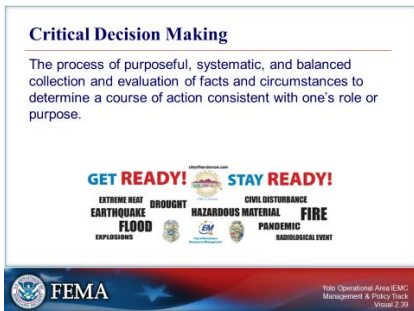 Critical Decision Making
The process of purposeful, systematic, and balanced
collection and evaluation of facts and circumstances to
determine a course of action consistent with one's role or
purpose.
cityofhenderson.com
GET READY! STAY READY!
EXTREME HEAT DROUGHT CIVIL DISTURBANCE
EARTHQUAKE HAZARDOUS MATERIAL FIRE
FLOOD EM PANDEMIC
EXPLOSIONS RADIOLOGICAL EVENT
FEMA
Yolo Operational Area IEMC
Management & Policy Track
Visual 2.39